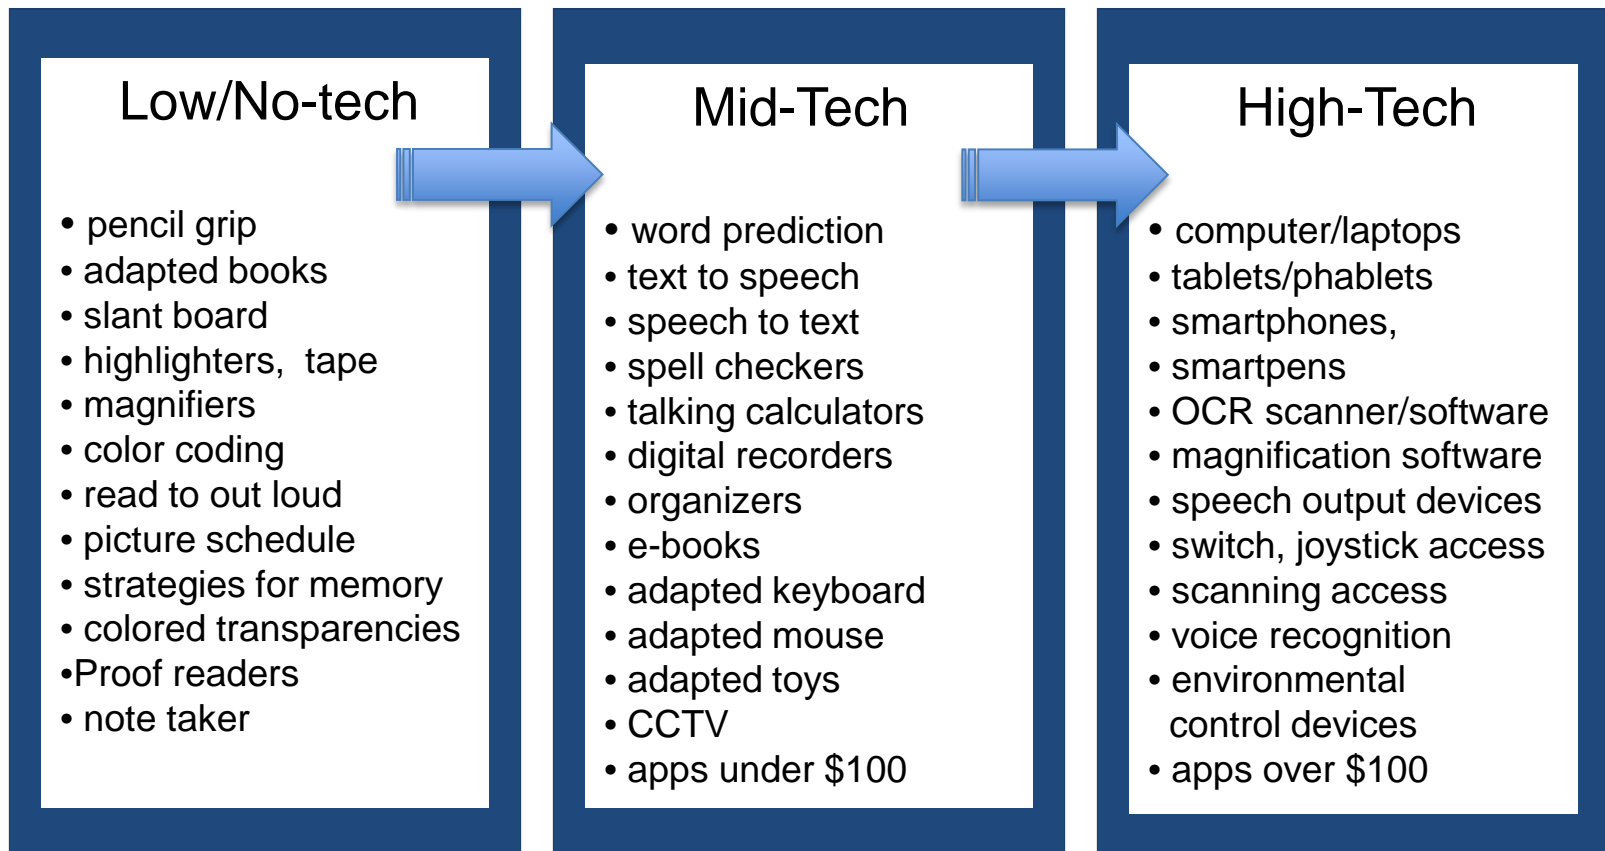 Low/No-tech
• pencil grip
• adapted books
• slant board
• highlighters,  tape
• magnifiers
• color coding
• read to out loud
• picture schedule
• strategies for memory
• colored transparencies
•Proof readers
• note taker
Mid-Tech
• word prediction
• text to speech
• speech to text
• spell checkers
• talking calculators
• digital recorders
• organizers
• e-books
• adapted keyboard
• adapted mouse
• adapted toys
• CCTV
• apps under $100
High-Tech
• computer/laptops
• tablets/phablets
• smartphones,
• smartpens
• OCR scanner/software
• magnification software
• speech output devices
• switch, joystick access
• scanning access
• voice recognition
• environmental
control devices
• apps over $100